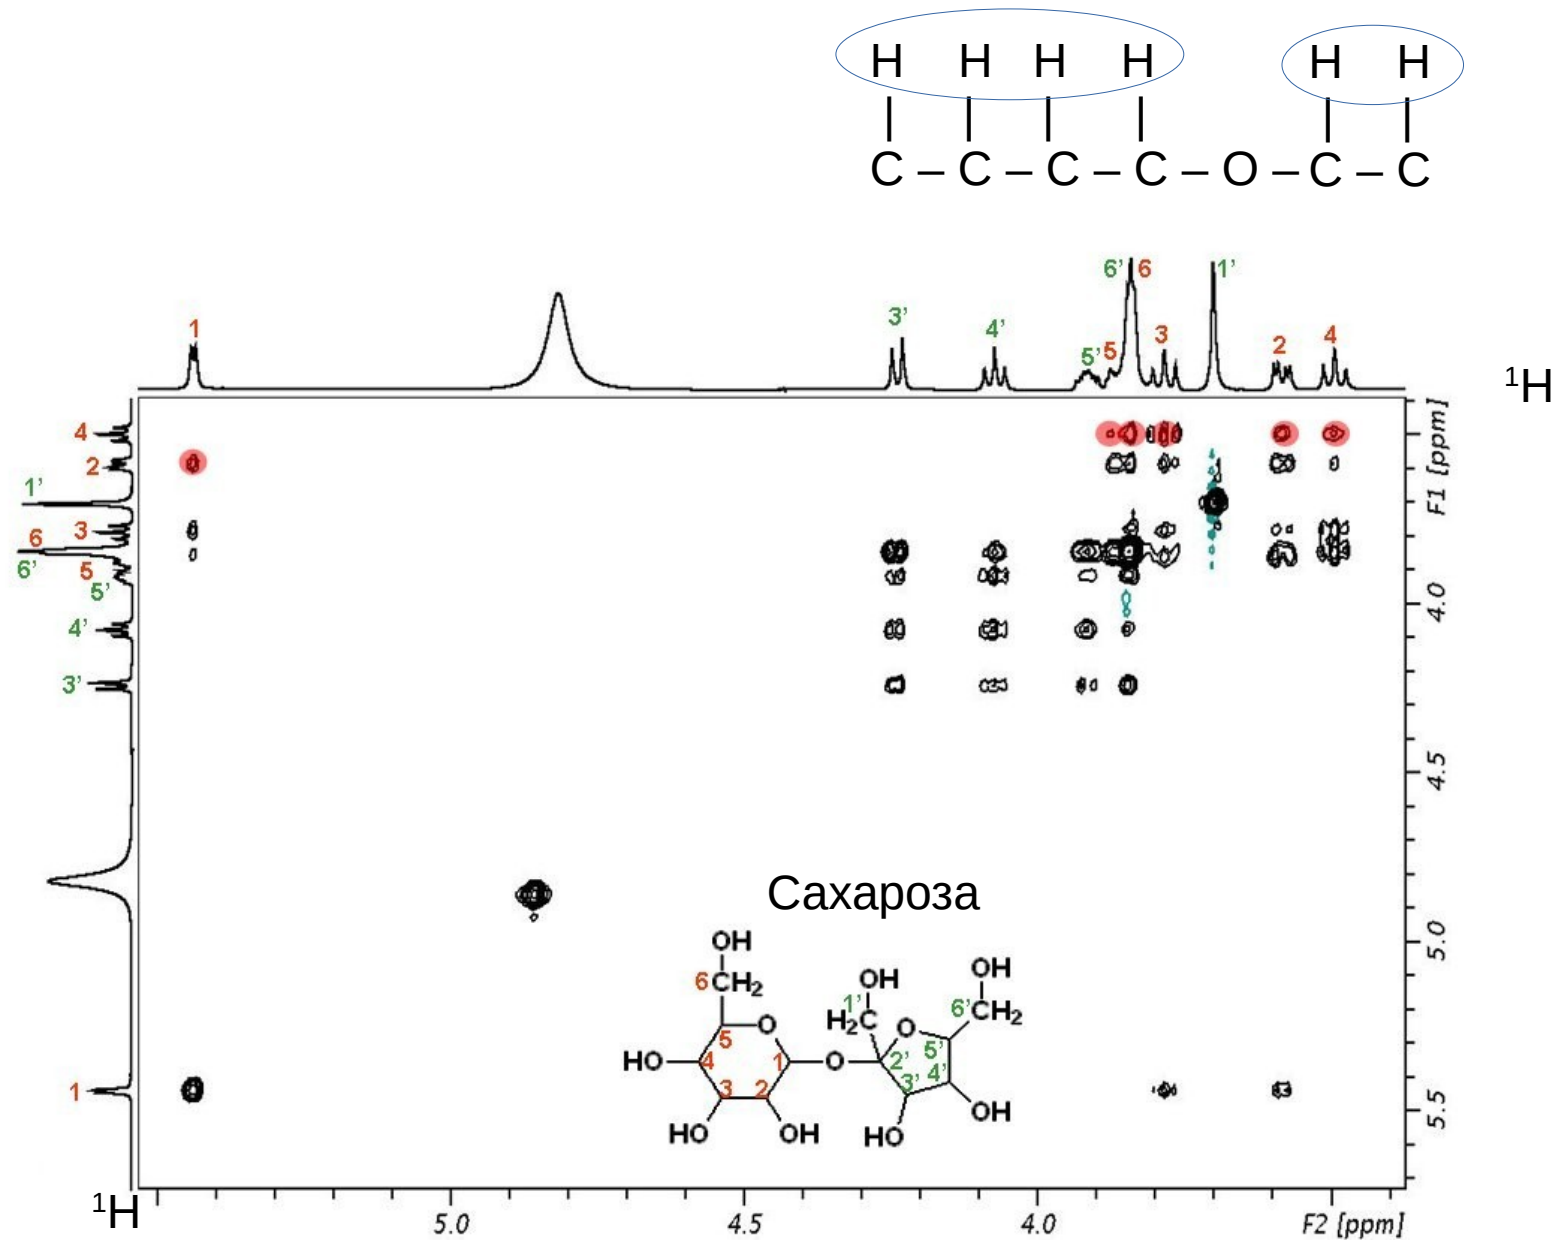 H H H H H H
C – C – C – C – O – C – C
6' 6 1'
1 3' 4' 5' 5 3 2 4
¹H
4
2
1'
3
6
6' 5
5'
4'
3'
1
F1 [ppm]
4.0
4.5
5.0
5.5
Сахароза
OH
6 CH₂
5 O
HO 4 1 O
3 2
HO OH
OH OH
1' 6'
H₂C CH₂
O
2' 5'
3' 4'
HO OH
¹H
5.0 4.5 4.0 F2 [ppm]